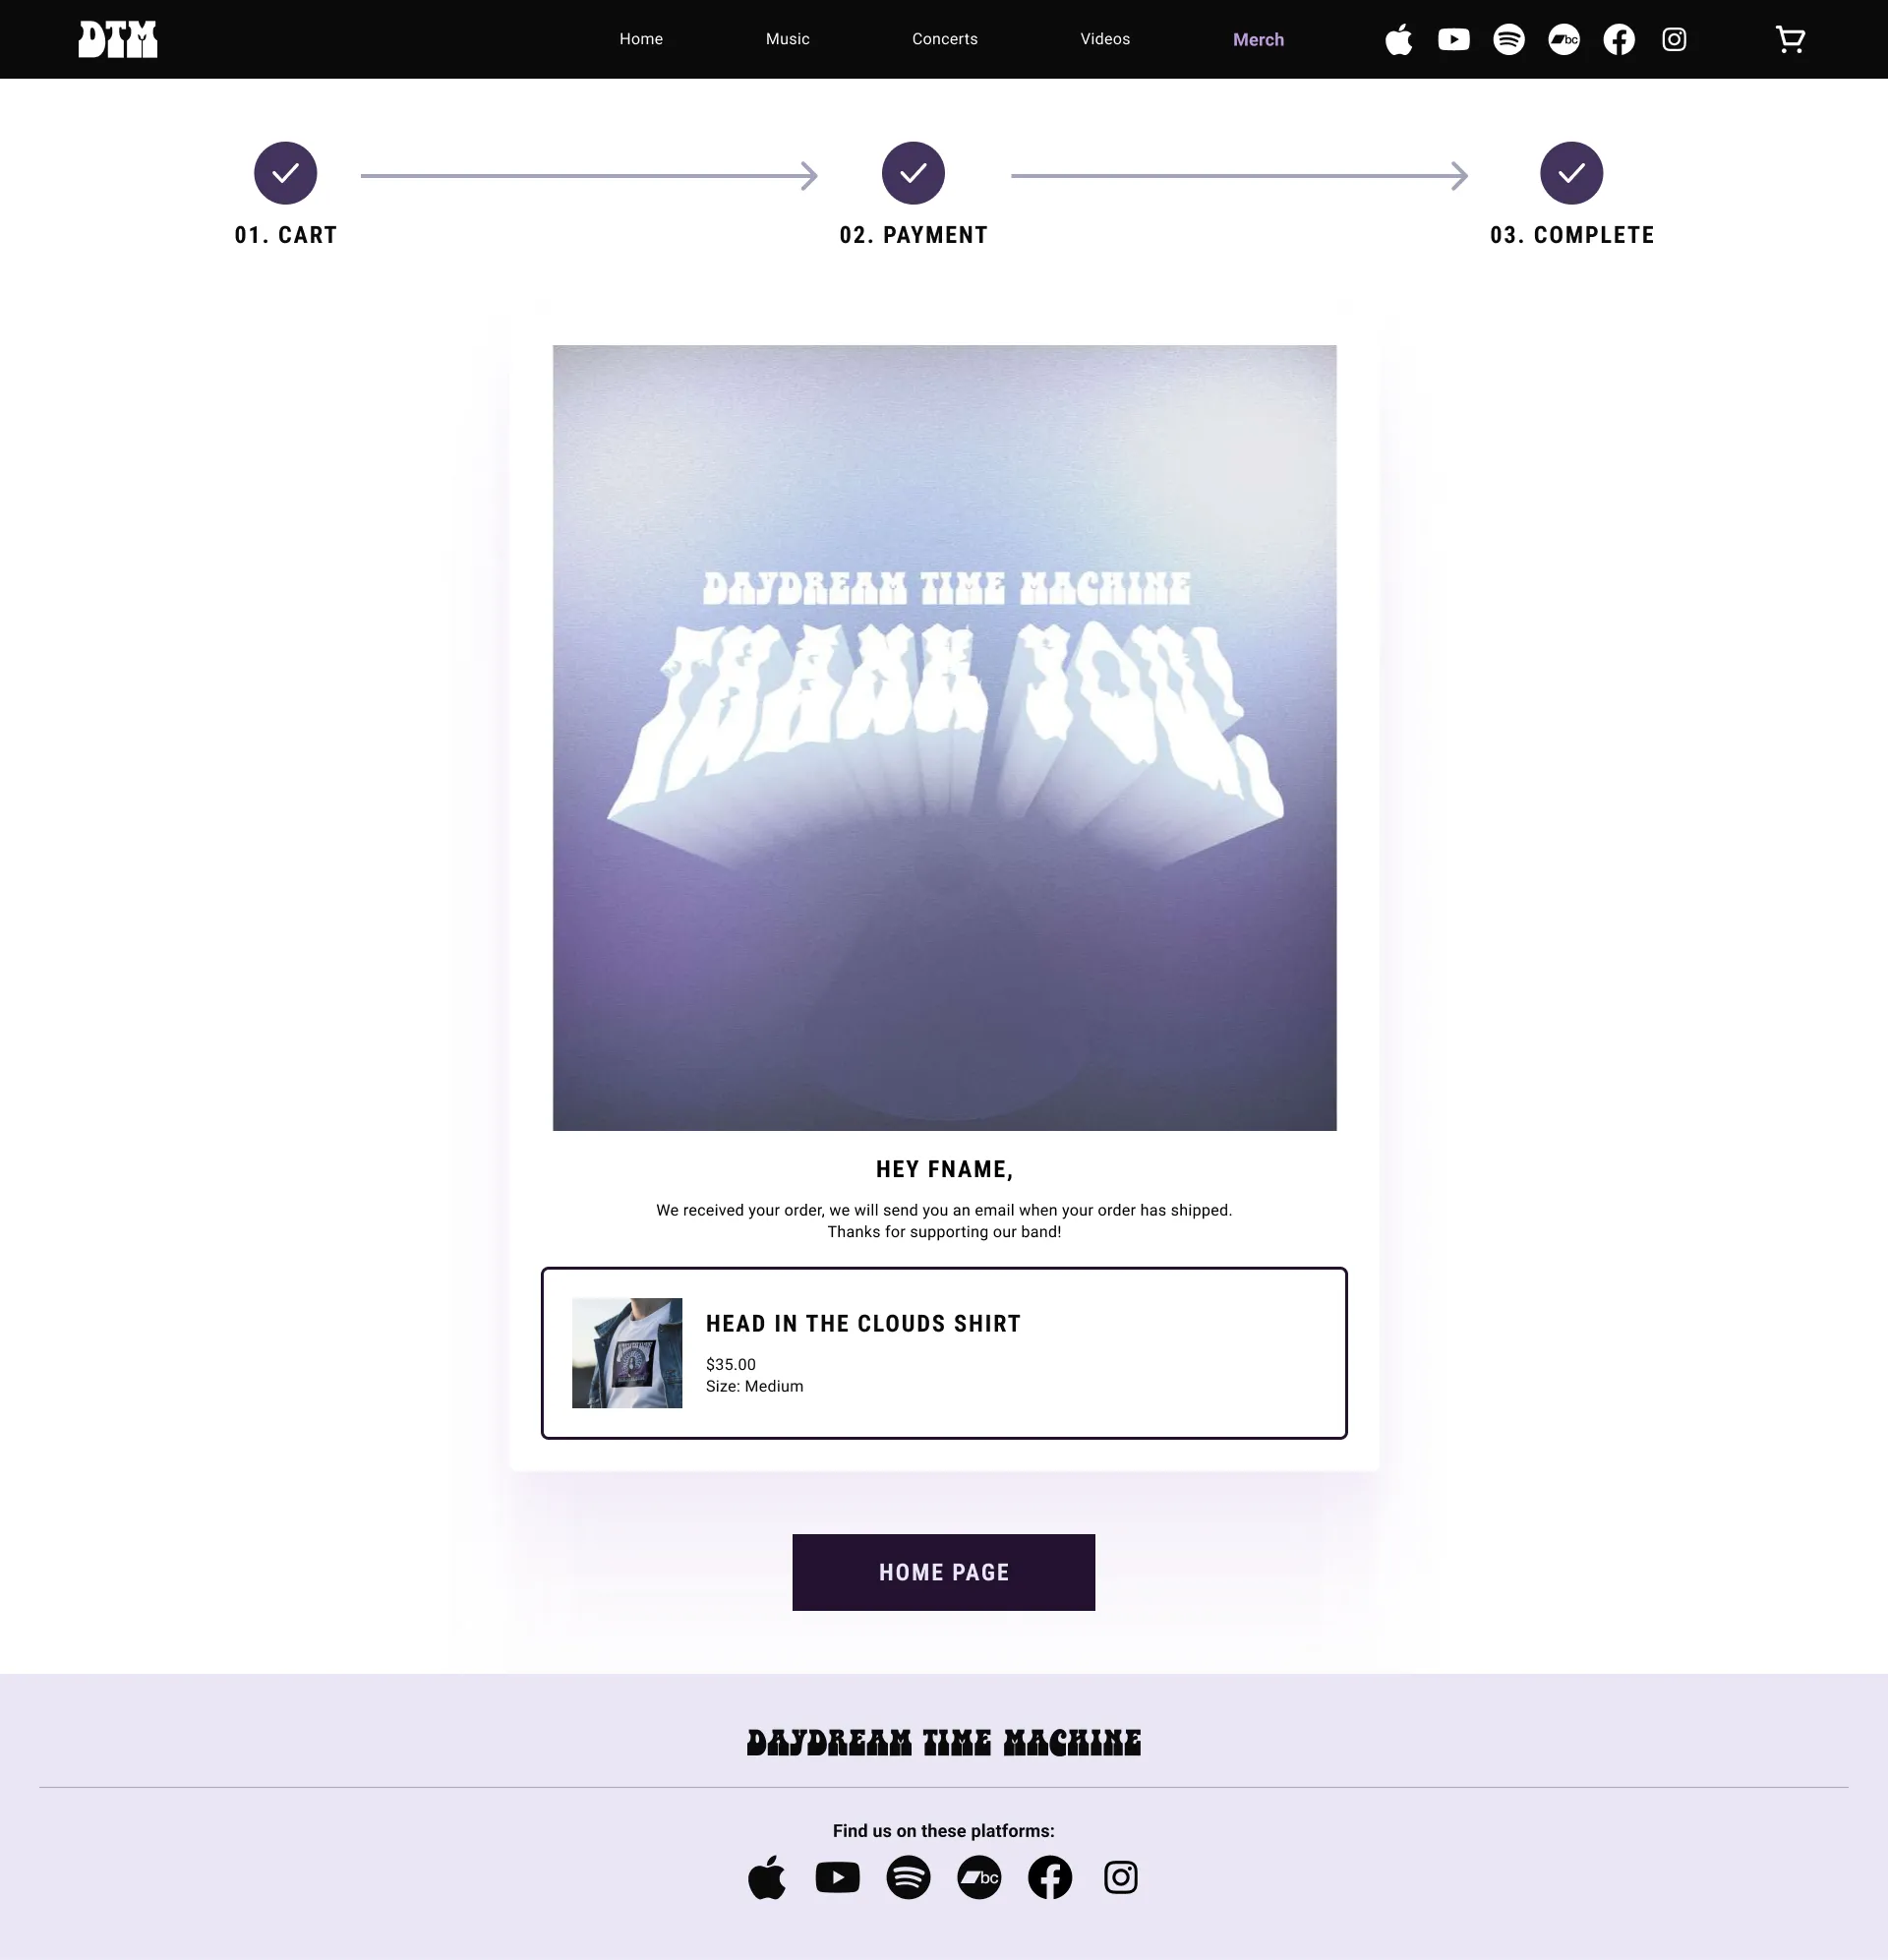 DTM
Home Music Concerts Videos Merch bc
01. CART
02. PAYMENT
03. COMPLETE
DAYDREAM TIME MACHINE
THANK YOU!
HEY FNAME,
We received your order, we will send you an email when your order has shipped.
Thanks for supporting our band!
HEAD IN THE CLOUDS SHIRT
$35.00
Size: Medium
HOME PAGE
DAYDREAM TIME MACHINE
Find us on these platforms:
bc